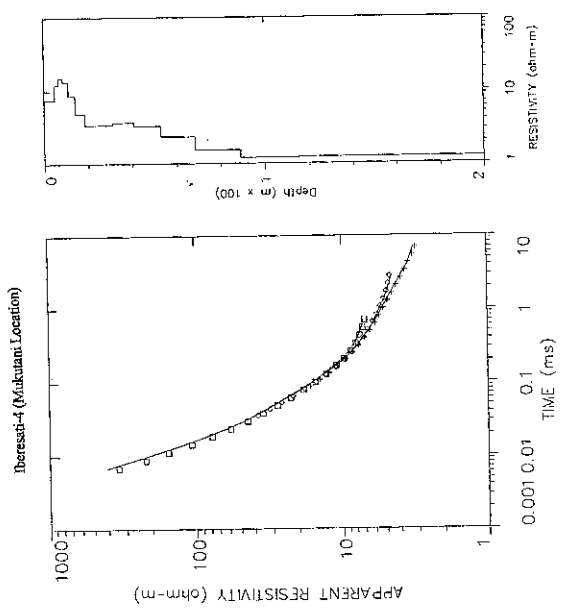 Iberesati-4 (Mukutani Location)
APPARENT RESISTIVITY (ohm-m)
1000
100
10
1
0.001 0.01 0.1 1 10
TIME (ms)
Depth (m x 100)
0
1
2
1 10 100
RESISTIVITY (ohm-m)